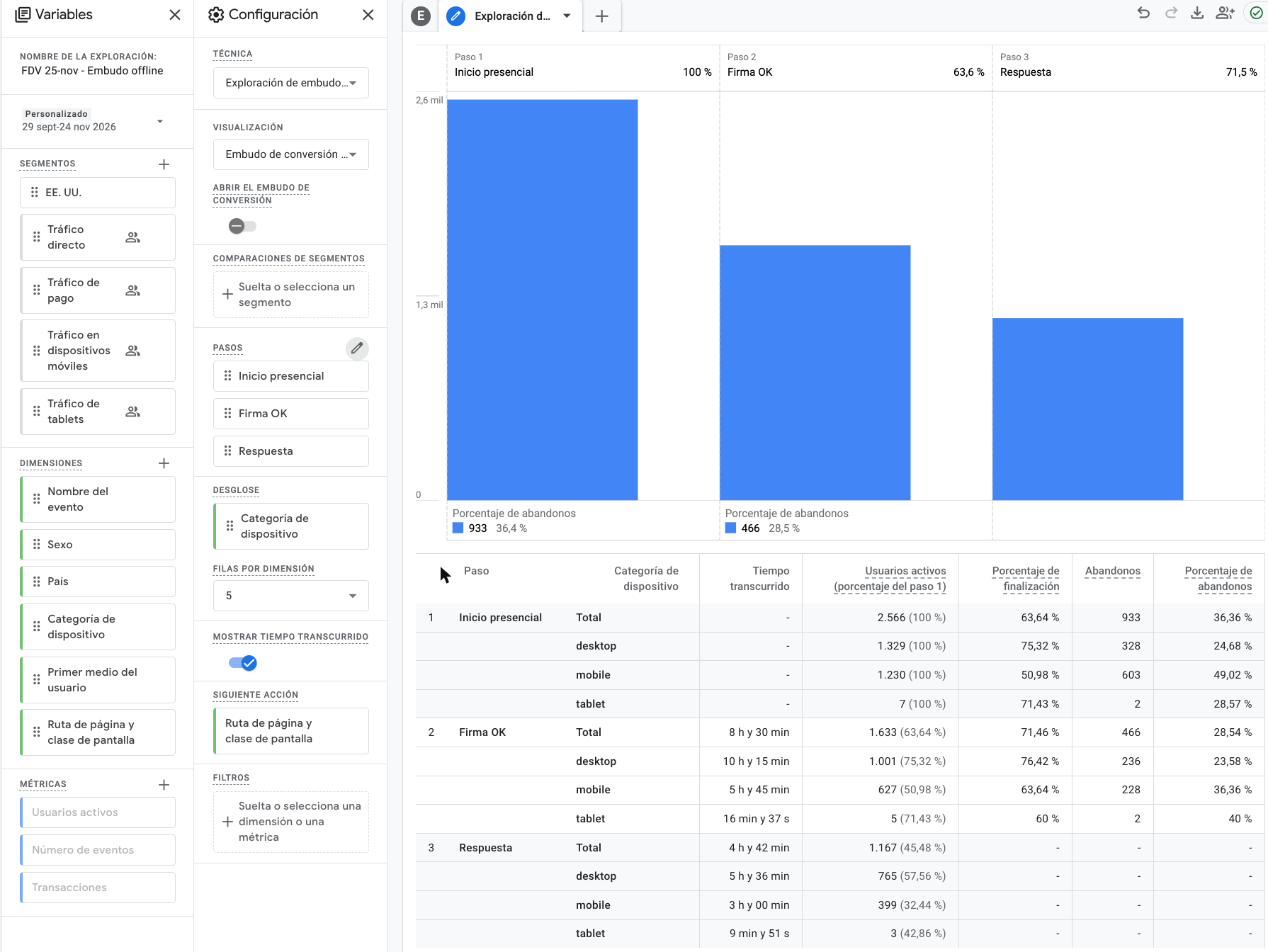 Variables
NOMBRE DE LA EXPLORACIÓN:
FDV 25-nov - Embudo offline
Personalizado
29 sept-24 nov 2026
SEGMENTOS
EE. UU.
Tráfico
directo
Tráfico de
pago
Tráfico en
dispositivos
móviles
Tráfico de
tablets
DIMENSIONES
Nombre del
evento
Sexo
País
Categoría de
dispositivo
Primer medio del
usuario
Ruta de página y
clase de pantalla
MÉTRICAS
Usuarios activos
Número de eventos
Transacciones
Configuración
TÉCNICA
Exploración de embudo...
VISUALIZACIÓN
Embudo de conversión ...
ABRIR EL EMBUDO DE
CONVERSIÓN
COMPARACIONES DE SEGMENTOS
Suelta o selecciona un
segmento
PASOS
Inicio presencial
Firma OK
Respuesta
DESGLOSE
Categoría de
dispositivo
FILAS POR DIMENSIÓN
5
MOSTRAR TIEMPO TRANSCURRIDO
SIGUIENTE ACCIÓN
Ruta de página y
clase de pantalla
FILTROS
Suelta o selecciona una
dimensión o una
métrica
E Exploración d...
Paso 1
Inicio presencial 100 %
Paso 2
Firma OK 63,6 %
Paso 3
Respuesta 71,5 %
2,6 mil
1,3 mil
0
Porcentaje de abandonos
933 36,4 %
Porcentaje de abandonos
466 28,5 %
Paso Categoría de dispositivo Tiempo transcurrido Usuarios activos (porcentaje del paso 1) Porcentaje de finalización Abandonos Porcentaje de abandonos
1 Inicio presencial Total - 2.566 (100 %) 63,64 % 933 36,36 %
desktop - 1.329 (100 %) 75,32 % 328 24,68 %
mobile - 1.230 (100 %) 50,98 % 603 49,02 %
tablet - 7 (100 %) 71,43 % 2 28,57 %
2 Firma OK Total 8 h y 30 min 1.633 (63,64 %) 71,46 % 466 28,54 %
desktop 10 h y 15 min 1.001 (75,32 %) 76,42 % 236 23,58 %
mobile 5 h y 45 min 627 (50,98 %) 63,64 % 228 36,36 %
tablet 16 min y 37 s 5 (71,43 %) 60 % 2 40 %
3 Respuesta Total 4 h y 42 min 1.167 (45,48 %) - - -
desktop 5 h y 36 min 765 (57,56 %) - - -
mobile 3 h y 00 min 399 (32,44 %) - - -
tablet 9 min y 51 s 3 (42,86 %) - - -